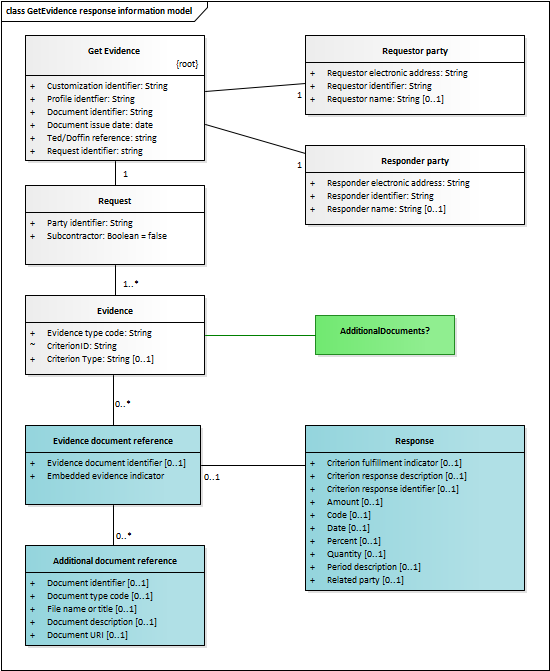 class GetEvidence response information model
Get Evidence
{root}
+ Customization identifier: String
+ Profile identfier: String
+ Document identifier: String
+ Document issue date: date
+ Ted/Doffin reference: string
+ Request identifier: string
Requestor party
+ Requestor electronic address: String
+ Requestor identifier: String
+ Requestor name: String [0..1]
1
Responder party
+ Responder electronic address: String
+ Responder identifier: String
+ Responder name: String [0..1]
1
1
Request
+ Party identifier: String
+ Subcontractor: Boolean = false
1..*
Evidence
+ Evidence type code: String
~ CriterionID: String
+ Criterion Type: String [0..1]
AdditionalDocuments?
0..*
Evidence document reference
+ Evidence document identifier [0..1]
+ Embedded evidence indicator
0..1
Response
+ Criterion fulfillment indicator [0..1]
+ Criterion response description [0..1]
+ Criterion response identifier [0..1]
+ Amount [0..1]
+ Code [0..1]
+ Date [0..1]
+ Percent [0..1]
+ Quantity [0..1]
+ Period description [0..1]
+ Related party [0..1]
0..*
Additional document reference
+ Document identifier [0..1]
+ Document type code [0..1]
+ File name or title [0..1]
+ Document description [0..1]
+ Document URI [0..1]